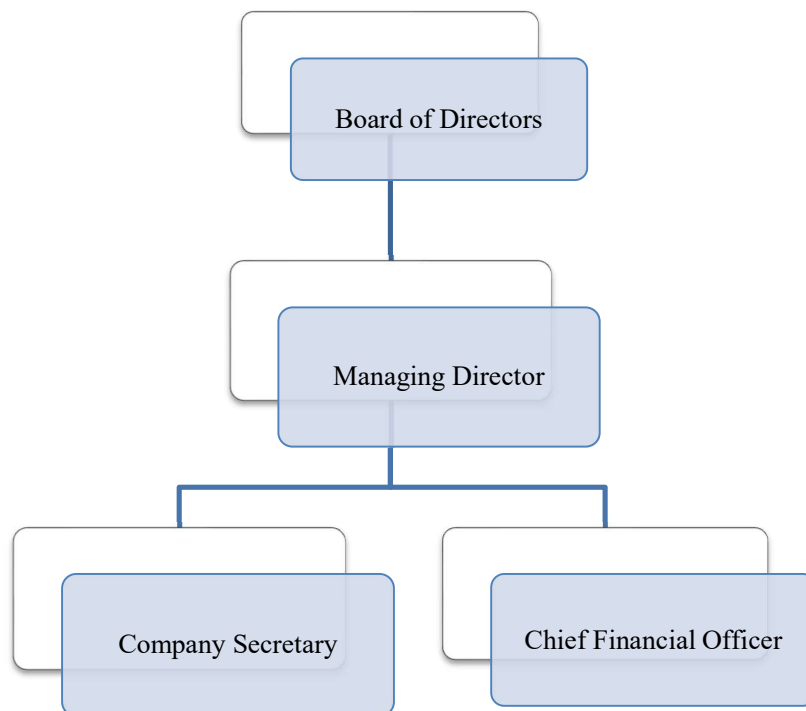 Board of Directors
Managing Director
Company Secretary
Chief Financial Officer